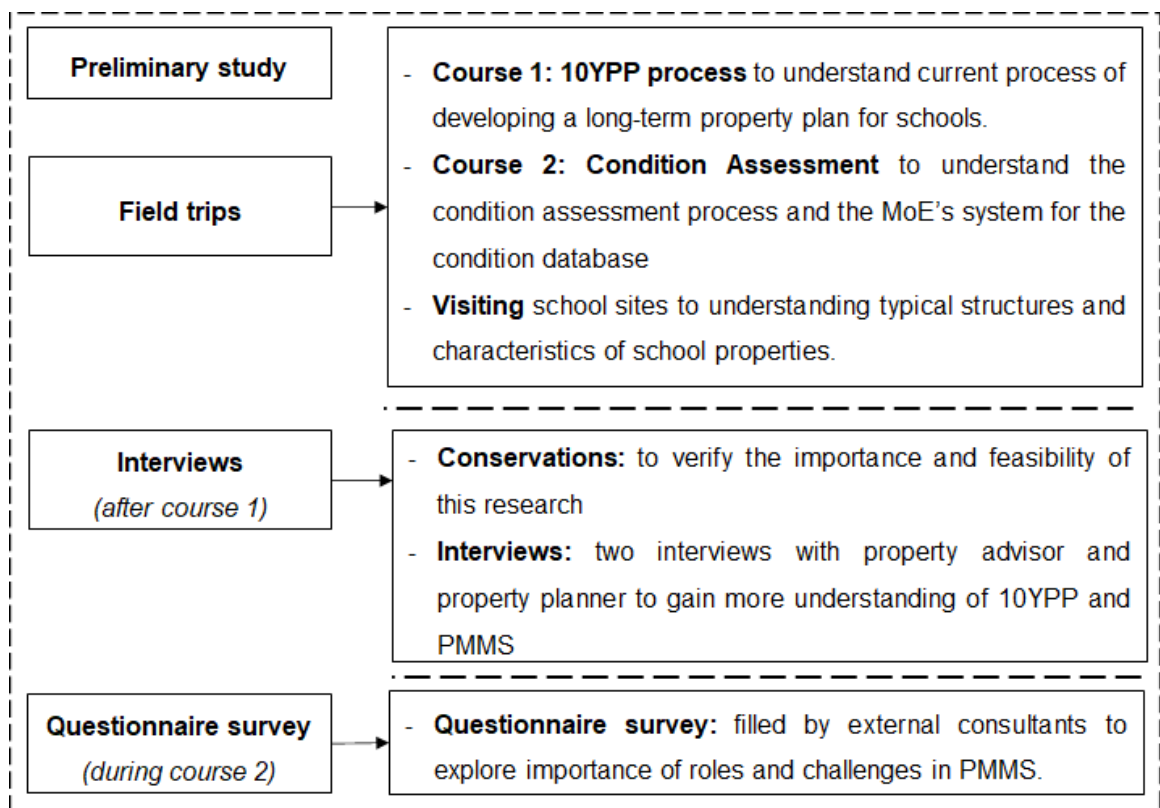 Preliminary study
Field trips
- Course 1: 10YPP process to understand current process of
developing a long-term property plan for schools.
- Course 2: Condition Assessment to understand the
condition assessment process and the MoE's system for the
condition database
- Visiting school sites to understanding typical structures and
characteristics of school properties.
Interviews
(after course 1)
- Conservations: to verify the importance and feasibility of
this research
- Interviews: two interviews with property advisor and
property planner to gain more understanding of 10YPP and
PMMS
Questionnaire survey
(during course 2)
- Questionnaire survey: filled by external consultants to
explore importance of roles and challenges in PMMS.